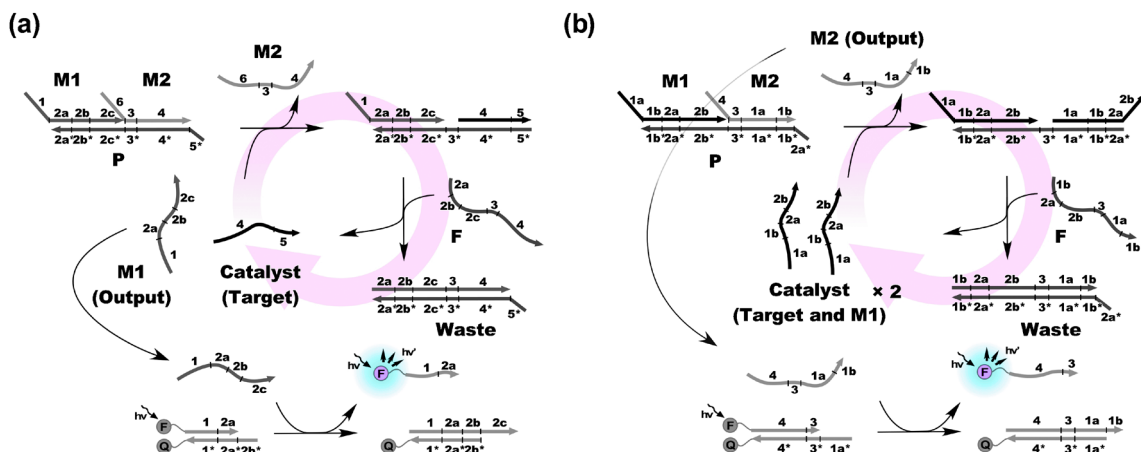 (a)
M2
M1 M2
6 4
3
1 6
2a 2b 2c 3 4
2a* 2b* 2c* 3* 4*
5*
P
1
2a 2b 2c 4 5
2a* 2b* 2c* 3* 4* 5*
2c
2b
2a
1
M1
(Output)
4
5
Catalyst
(Target)
2a
2b
2c
3
4
F
2a 2b 2c 3 4
2a* 2b* 2c* 3* 4*
5*
Waste
1 2a
2b
2c
hν
F
1 2a
Q
1* 2a* 2b*
hν hν'
F
1 2a
1 2a 2b 2c
Q
1* 2a* 2b*
(b)
M2 (Output)
M1 M2
4 1a 1b
3
1a 4
1b 2a 2b 3 1a 1b
1b* 2a* 2b* 3* 1a* 1b*
2a*
P
1a 2b
1b 2a 2b 1a 1b 2a
1b* 2a* 2b* 3* 1a* 1b* 2a*
2b 2b
2a 2a
1b 1b
1a 1a
Catalyst × 2
(Target and M1)
1b
2a
2b
3
1a
1b
F
1b 2a 2b 3 1a 1b
1b* 2a* 2b* 3* 1a* 1b*
2a*
Waste
4 1a 1b
3
hν
F
4 3
Q
4* 3* 1a*
hν hν'
F
4 3
4 3 1a 1b
Q
4* 3* 1a*